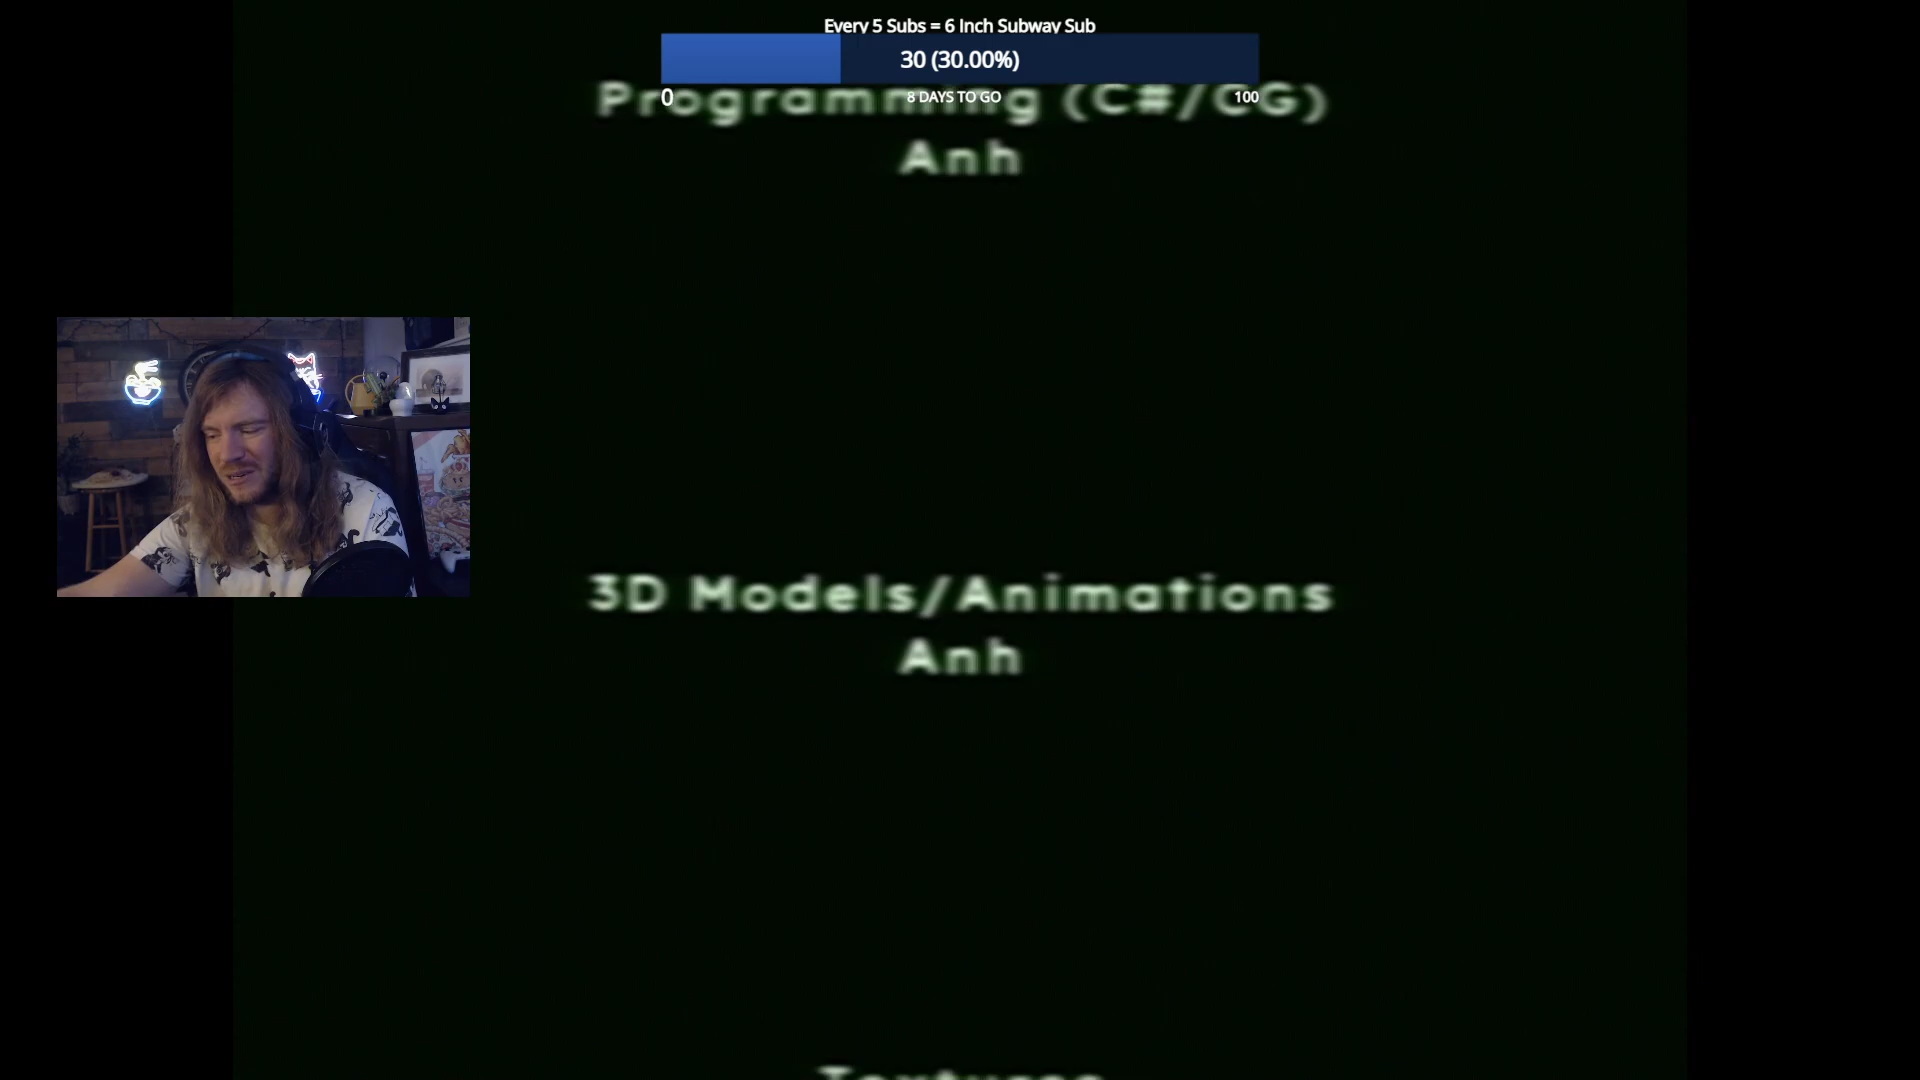 Every 5 Subs = 6 Inch Subway Sub
30 (30.00%)
0
8 DAYS TO GO
100
Programming (C#/CG)
Anh
3D Models/Animations
Anh
Textures